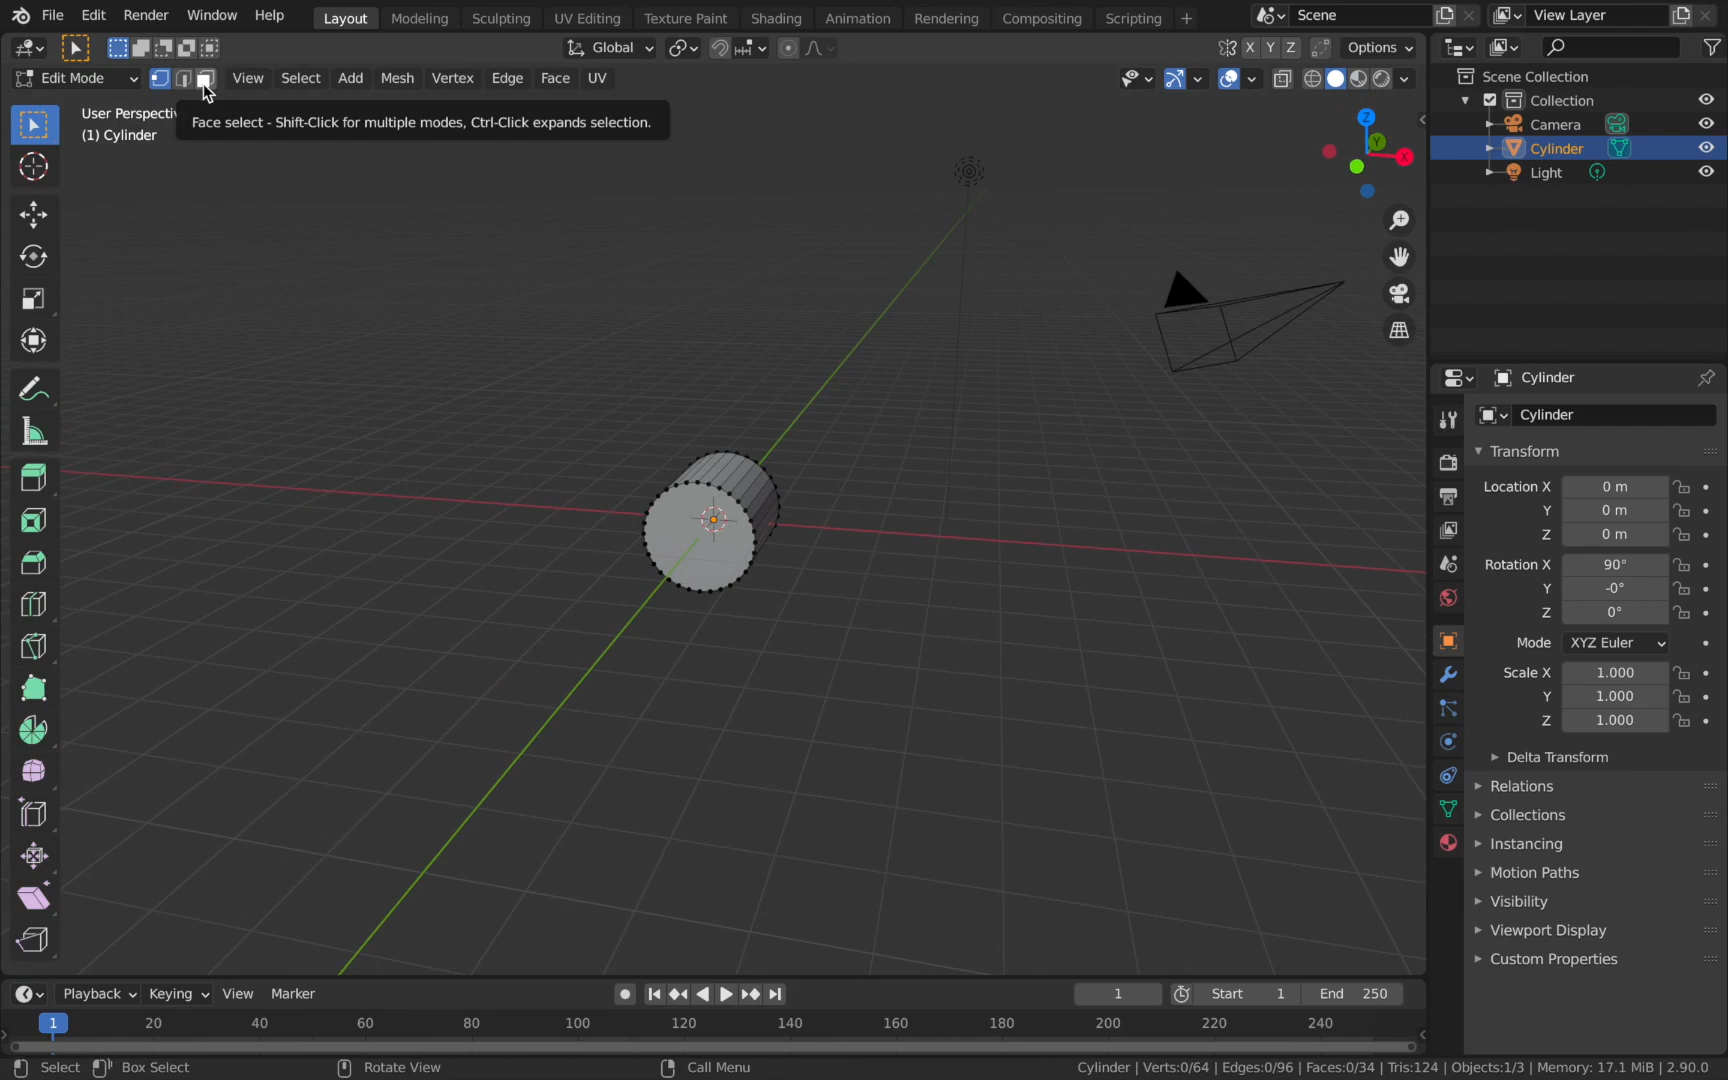 File Edit Render Window Help Layout Modeling Sculpting UV Editing Texture Paint Shading Animation Rendering Compositing Scripting + Scene View Layer
Global X Y Z Options
Edit Mode View Select Add Mesh Vertex Edge Face UV
Face select - Shift-Click for multiple modes, Ctrl-Click expands selection.
User Perspectiv
(1) Cylinder
Z
Y
X
Scene Collection
Collection
Camera
Cylinder
Light
Cylinder
Cylinder
Transform
Location X 0 m
Y 0 m
Z 0 m
Rotation X 90°
Y -0°
Z 0°
Mode XYZ Euler
Scale X 1.000
Y 1.000
Z 1.000
Delta Transform
Relations
Collections
Instancing
Motion Paths
Visibility
Viewport Display
Custom Properties
Playback Keying View Marker 1 Start 1 End 250
1 20 40 60 80 100 120 140 160 180 200 220 240
Select Box Select Rotate View Call Menu Cylinder | Verts:0/64 | Edges:0/96 | Faces:0/34 | Tris:124 | Objects:1/3 | Memory: 17.1 MiB | 2.90.0